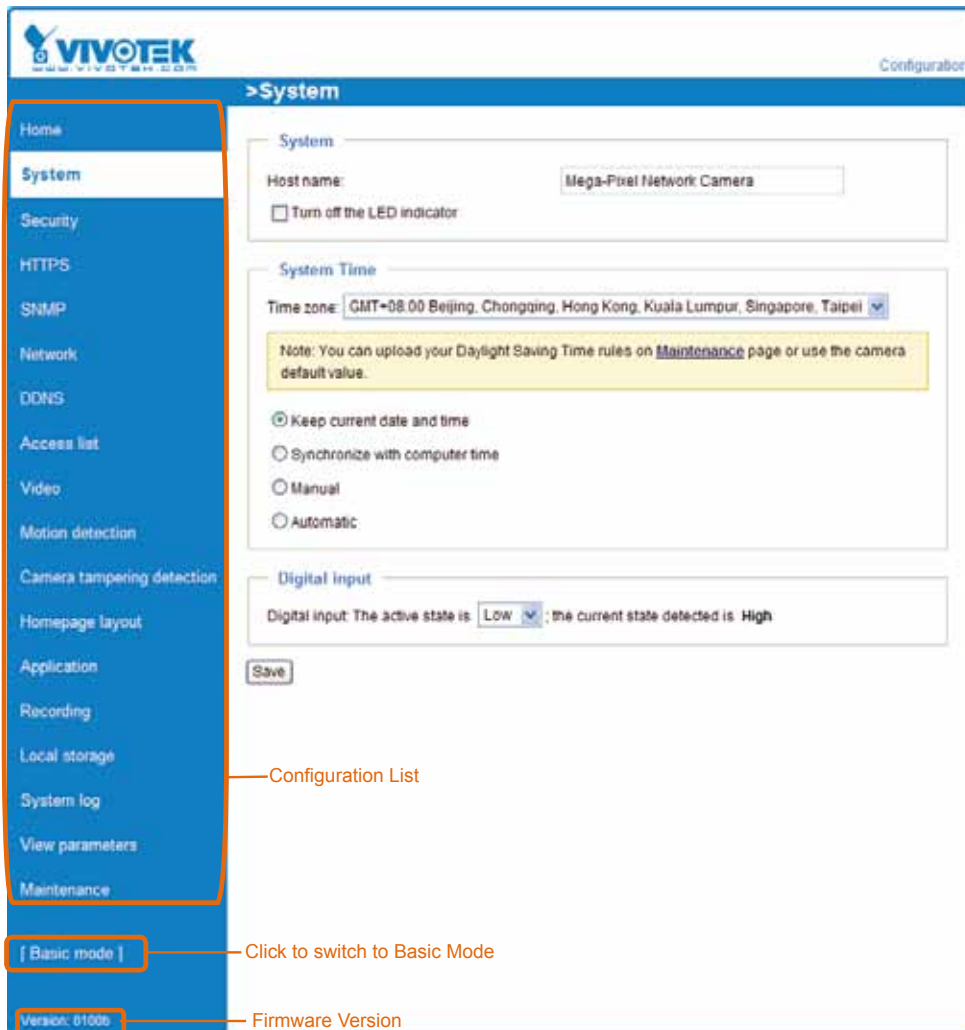 VIVOTEK
WWW.VIVOTEK.COM
Configuration
>System
Home
System
Security
HTTPS
SNMP
Network
DDNS
Access list
Video
Motion detection
Camera tampering detection
Homepage layout
Application
Recording
Local storage
System log
View parameters
Maintenance
[ Basic mode ]
Version: 0100b
System
Host name: Mega-Pixel Network Camera
Turn off the LED indicator
System Time
Time zone: GMT+08:00 Beijing, Chongqing, Hong Kong, Kuala Lumpur, Singapore, Taipei
Note: You can upload your Daylight Saving Time rules on Maintenance page or use the camera
default value.
Keep current date and time
Synchronize with computer time
Manual
Automatic
Digital input
Digital input: The active state is Low ; the current state detected is High
Save
Configuration List
Click to switch to Basic Mode
Firmware Version